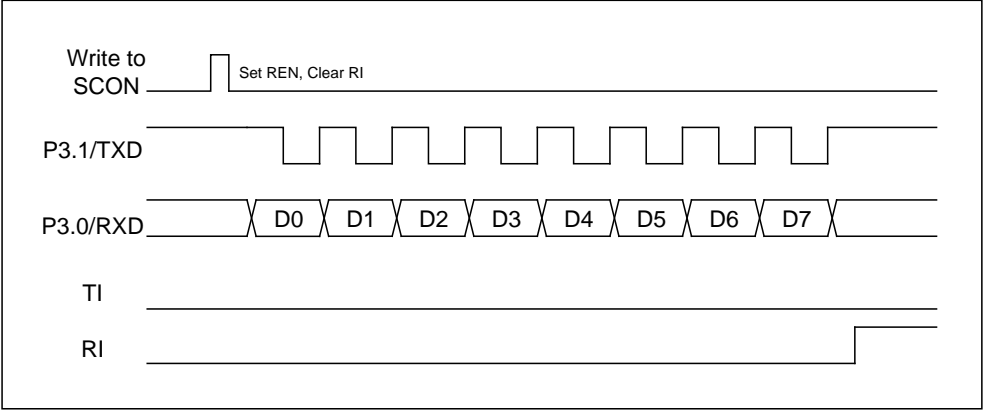 Write to
SCON
Set REN, Clear RI
P3.1/TXD
P3.0/RXD
D0 D1 D2 D3 D4 D5 D6 D7
TI
RI